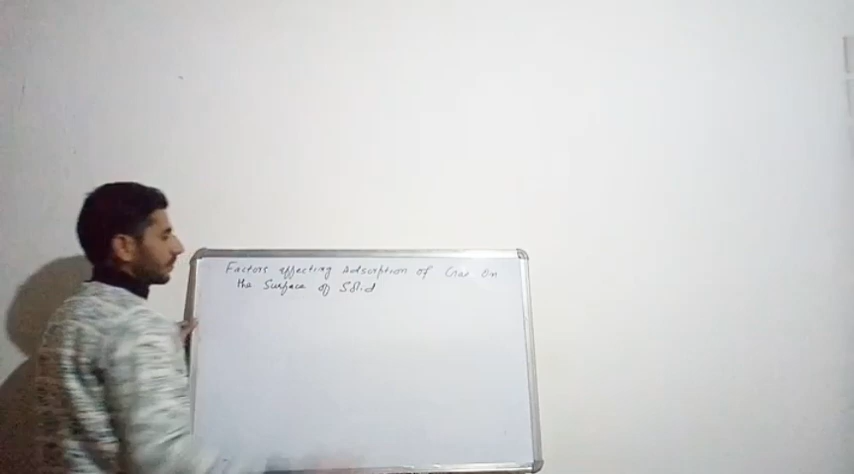 Factors affecting Adsorption of Gas on
the Surface of Solid